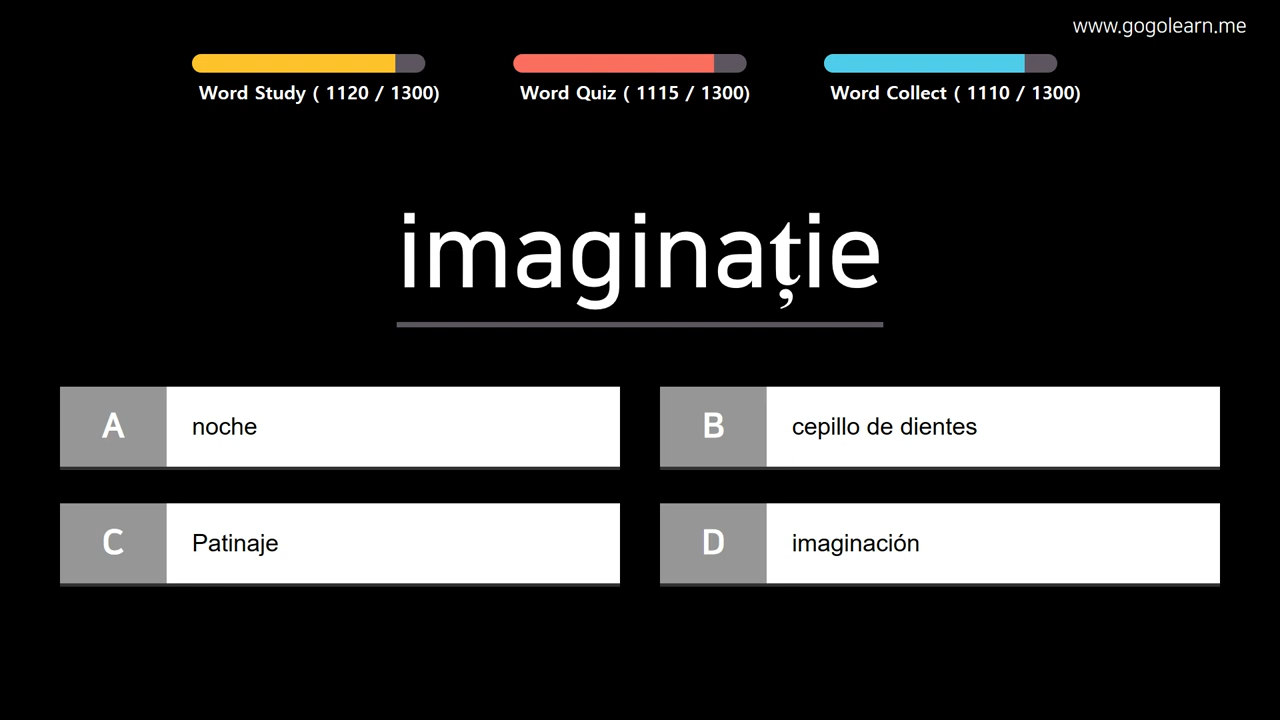 www.gogolearn.me
Word Study ( 1120 / 1300)
Word Quiz ( 1115 / 1300)
Word Collect ( 1110 / 1300)
imaginație
A noche
B cepillo de dientes
C Patinaje
D imaginación